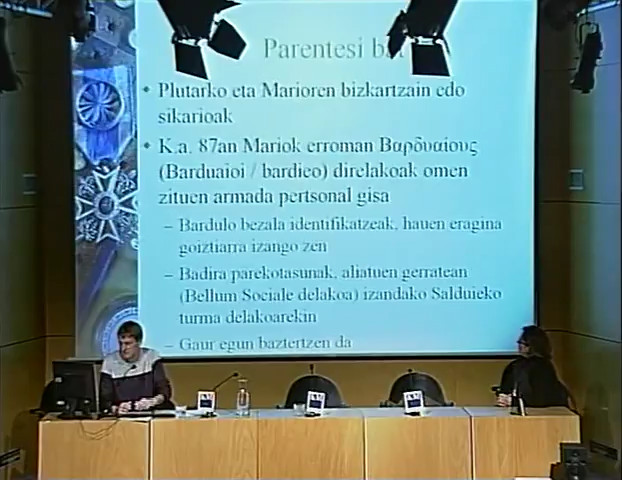 Parentesi
• Plutarko eta Marioren bizkartzain edo
sikarioak
• K.a. 87an Mariok erroman Βαρδυαίους
(Barduaioi / bardieo) direlakoak omen
zituen armada pertsonal gisa
– Bardulo bezala identifikatzeak, hauen eragina
goiztiarra izango zen
– Badira parekotasunak, aliatuen gerratean
(Bellum Sociale delakoa) izandako Salduieko
turma delakoarekin
– Gaur egun baztertzen da